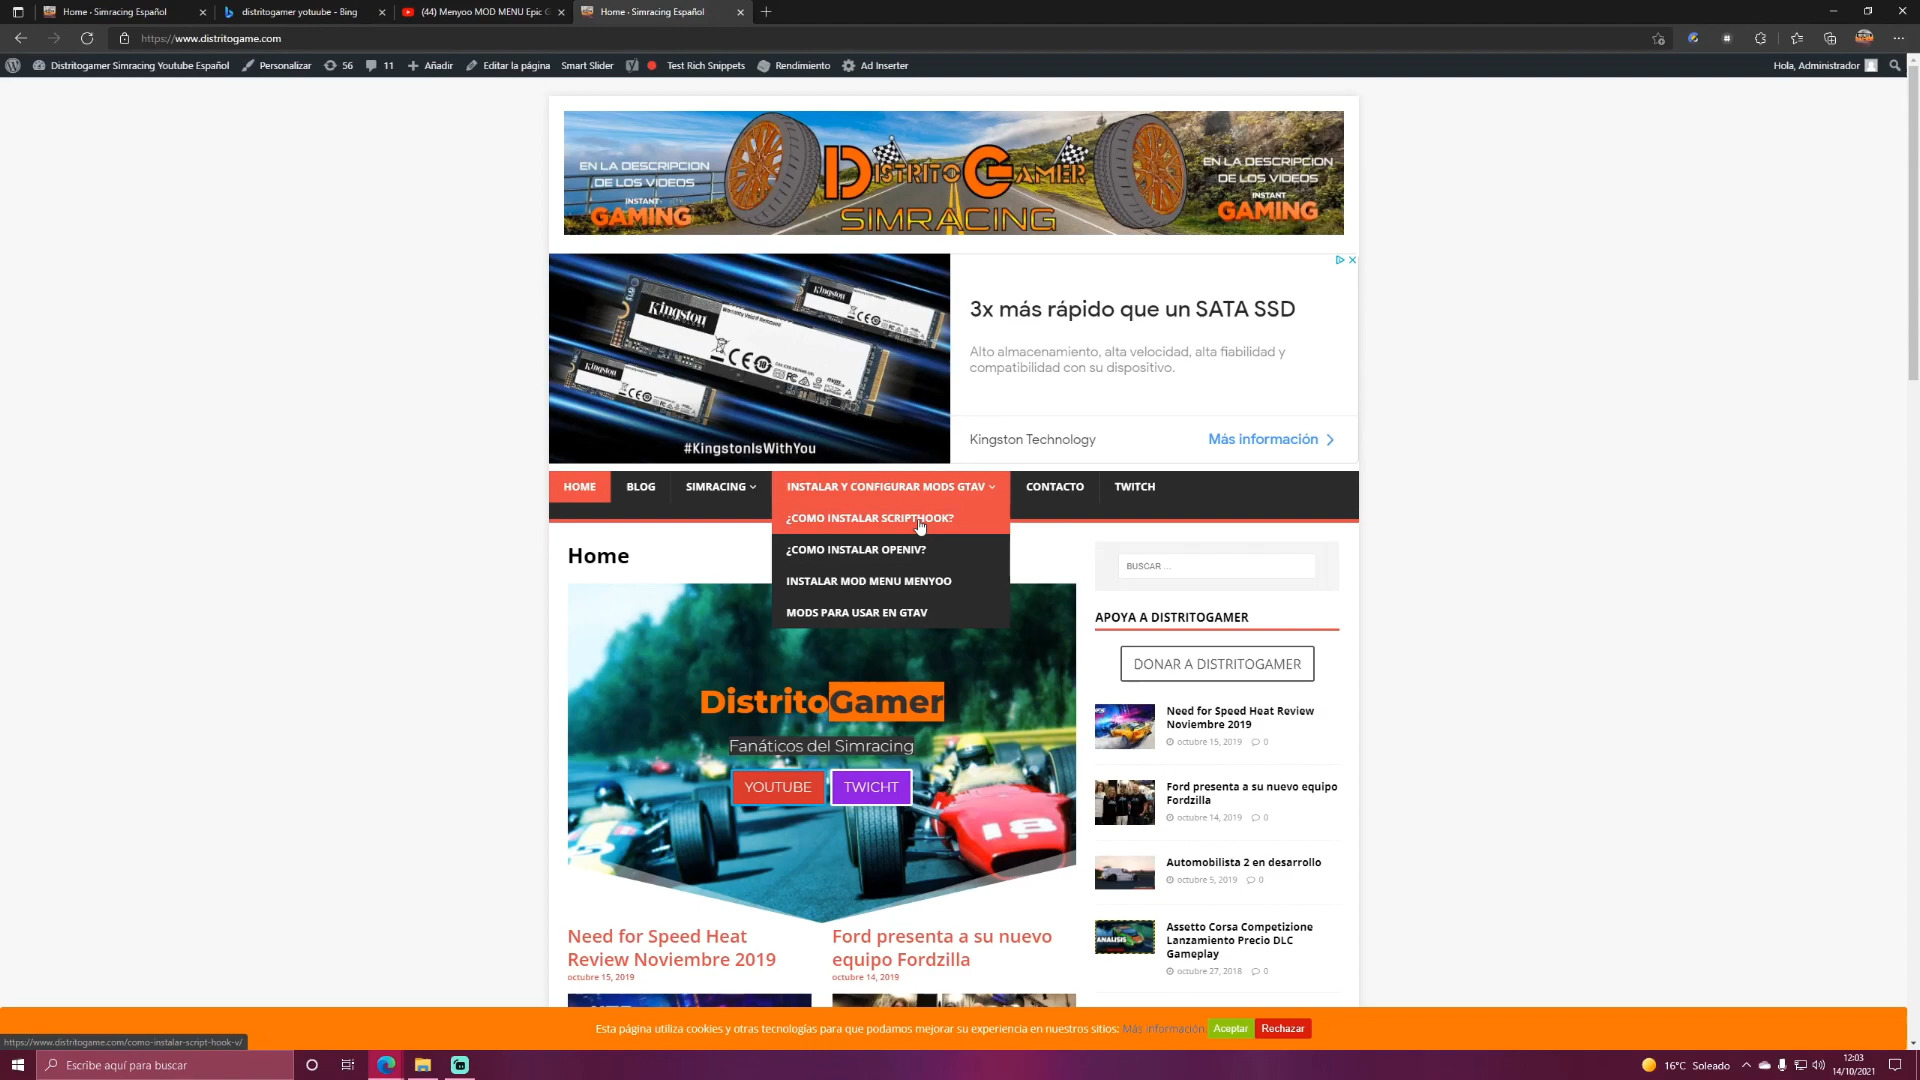 Home - Simracing Español
distritogamer yotuube - Bing
(44) Menyoo MOD MENU Epic G
Home - Simracing Español
https://www.distritogame.com
Distritogamer Simracing Youtube Español
Personalizar
56
11
Añadir
Editar la página
Smart Slider
Test Rich Snippets
Rendimiento
Ad Inserter
Hola, Administrador
EN LA DESCRIPCION
DE LOS VIDEOS
INSTANT
GAMING
DISTRITO GAMER
SIMRACING
EN LA DESCRIPCION
DE LOS VIDEOS
INSTANT
GAMING
Kingston
Kingston
Kingston
#KingstonIsWithYou
3x más rápido que un SATA SSD
Alto almacenamiento, alta velocidad, alta fiabilidad y
compatibilidad con su dispositivo.
Kingston Technology
Más información
HOME
BLOG
SIMRACING
INSTALAR Y CONFIGURAR MODS GTAV
CONTACTO
TWITCH
¿COMO INSTALAR SCRIPTHOOK?
¿COMO INSTALAR OPENIV?
INSTALAR MOD MENU MENYOO
MODS PARA USAR EN GTAV
Home
DistritoGamer
Fanáticos del Simracing
YOUTUBE
TWICHT
18
BUSCAR ...
APOYA A DISTRITOGAMER
DONAR A DISTRITOGAMER
Need for Speed Heat Review
Noviembre 2019
octubre 15, 2019
0
Ford presenta a su nuevo equipo
Fordzilla
octubre 14, 2019
0
Automobilista 2 en desarrollo
octubre 5, 2019
0
ANALISIS
Assetto Corsa Competizione
Lanzamiento Precio DLC
Gameplay
octubre 27, 2018
0
Need for Speed Heat
Review Noviembre 2019
octubre 15, 2019
Ford presenta a su nuevo
equipo Fordzilla
octubre 14, 2019
Esta página utiliza cookies y otras tecnologías para que podamos mejorar su experiencia en nuestros sitios:
Más información.
Aceptar
Rechazar
https://www.distritogame.com/como-instalar-script-hook-v/
Escribe aquí para buscar
16°C Soleado
12:03
14/10/2021